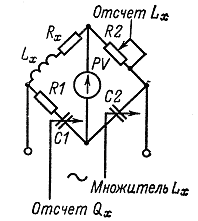 Отсчет Lx
Rx
R2
Lx
PV
R1
C2
C1
~
Множитель Lx
Отсчет Qx